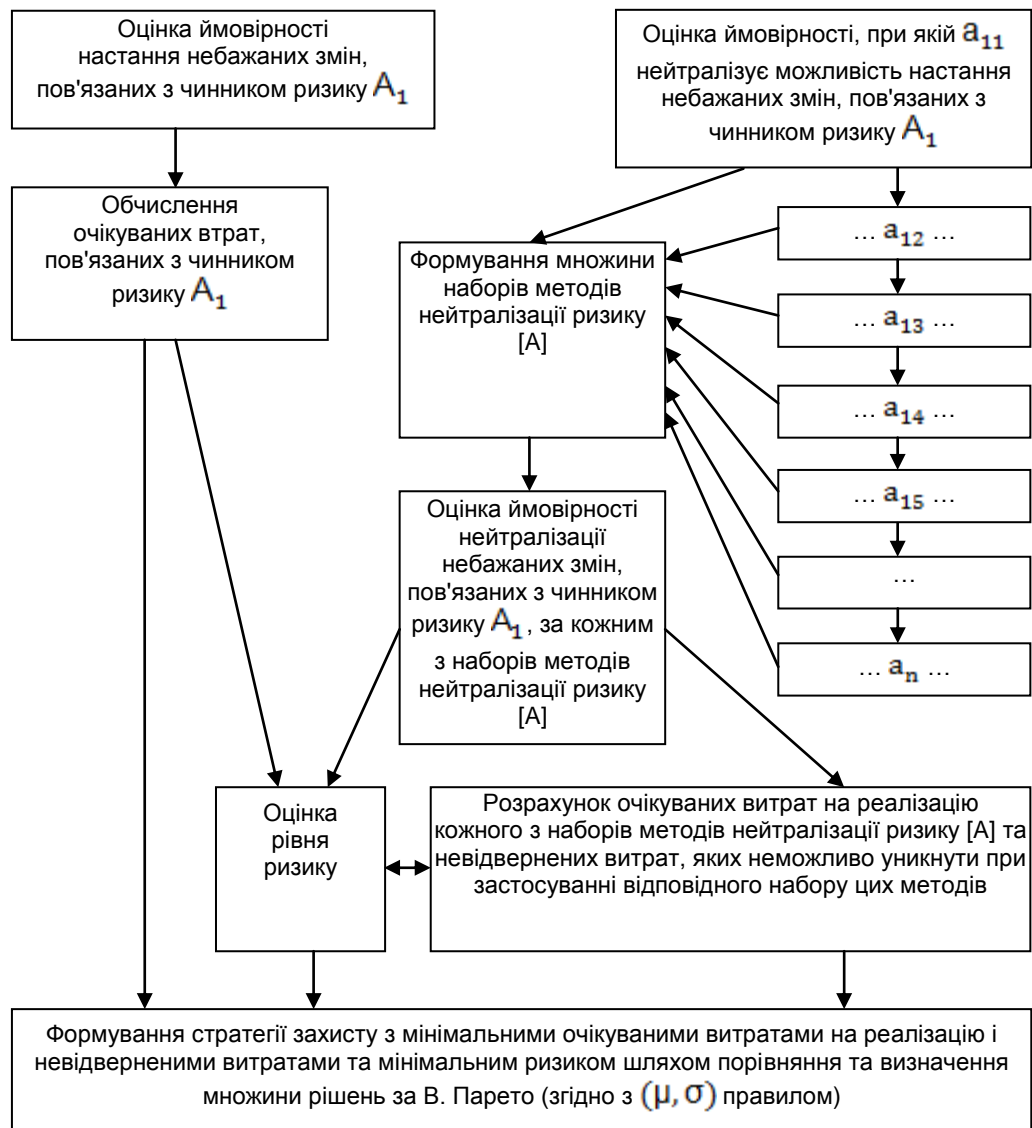 Оцінка ймовірності
настання небажаних змін,
пов'язаних з чинником ризику A₁
Оцінка ймовірності, при якій a₁₁
нейтралізує можливість настання
небажаних змін, пов'язаних з
чинником ризику A₁
Обчислення
очікуваних втрат,
пов'язаних з чинником
ризику A₁
Формування множини
наборів методів
нейтралізації ризику
[A]
… a₁₂ …
… a₁₃ …
… a₁₄ …
… a₁₅ …
…
… aₙ …
Оцінка ймовірності
нейтралізації
небажаних змін,
пов'язаних з чинником
ризику A₁, за кожним
з наборів методів
нейтралізації ризику
[A]
Оцінка
рівня
ризику
Розрахунок очікуваних витрат на реалізацію
кожного з наборів методів нейтралізації ризику [A] та
невідвернених витрат, яких неможливо уникнути при
застосуванні відповідного набору цих методів
Формування стратегії захисту з мінімальними очікуваними витратами на реалізацію і
невідверненими витратами та мінімальним ризиком шляхом порівняння та визначення
множини рішень за В. Парето (згідно з (μ, σ) правилом)